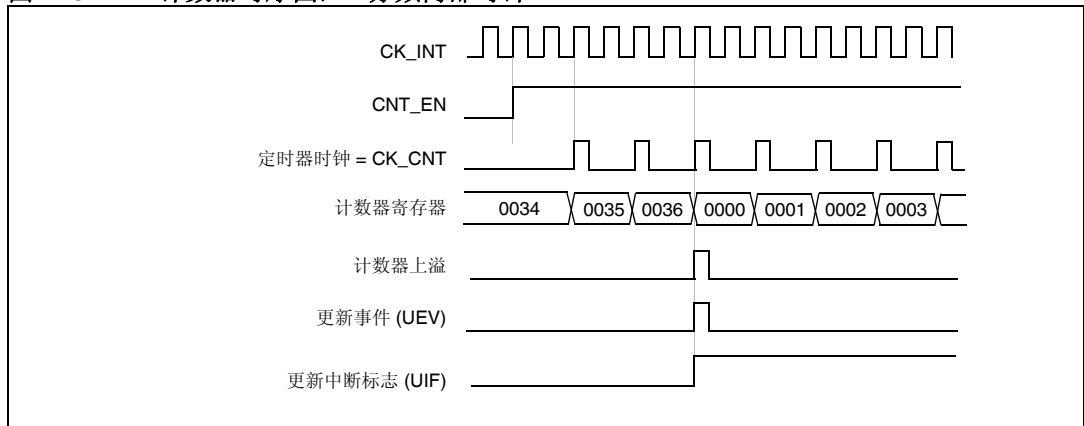 CK_INT
CNT_EN
定时器时钟 = CK_CNT
计数器寄存器 0034 0035 0036 0000 0001 0002 0003
计数器上溢
更新事件 (UEV)
更新中断标志 (UIF)